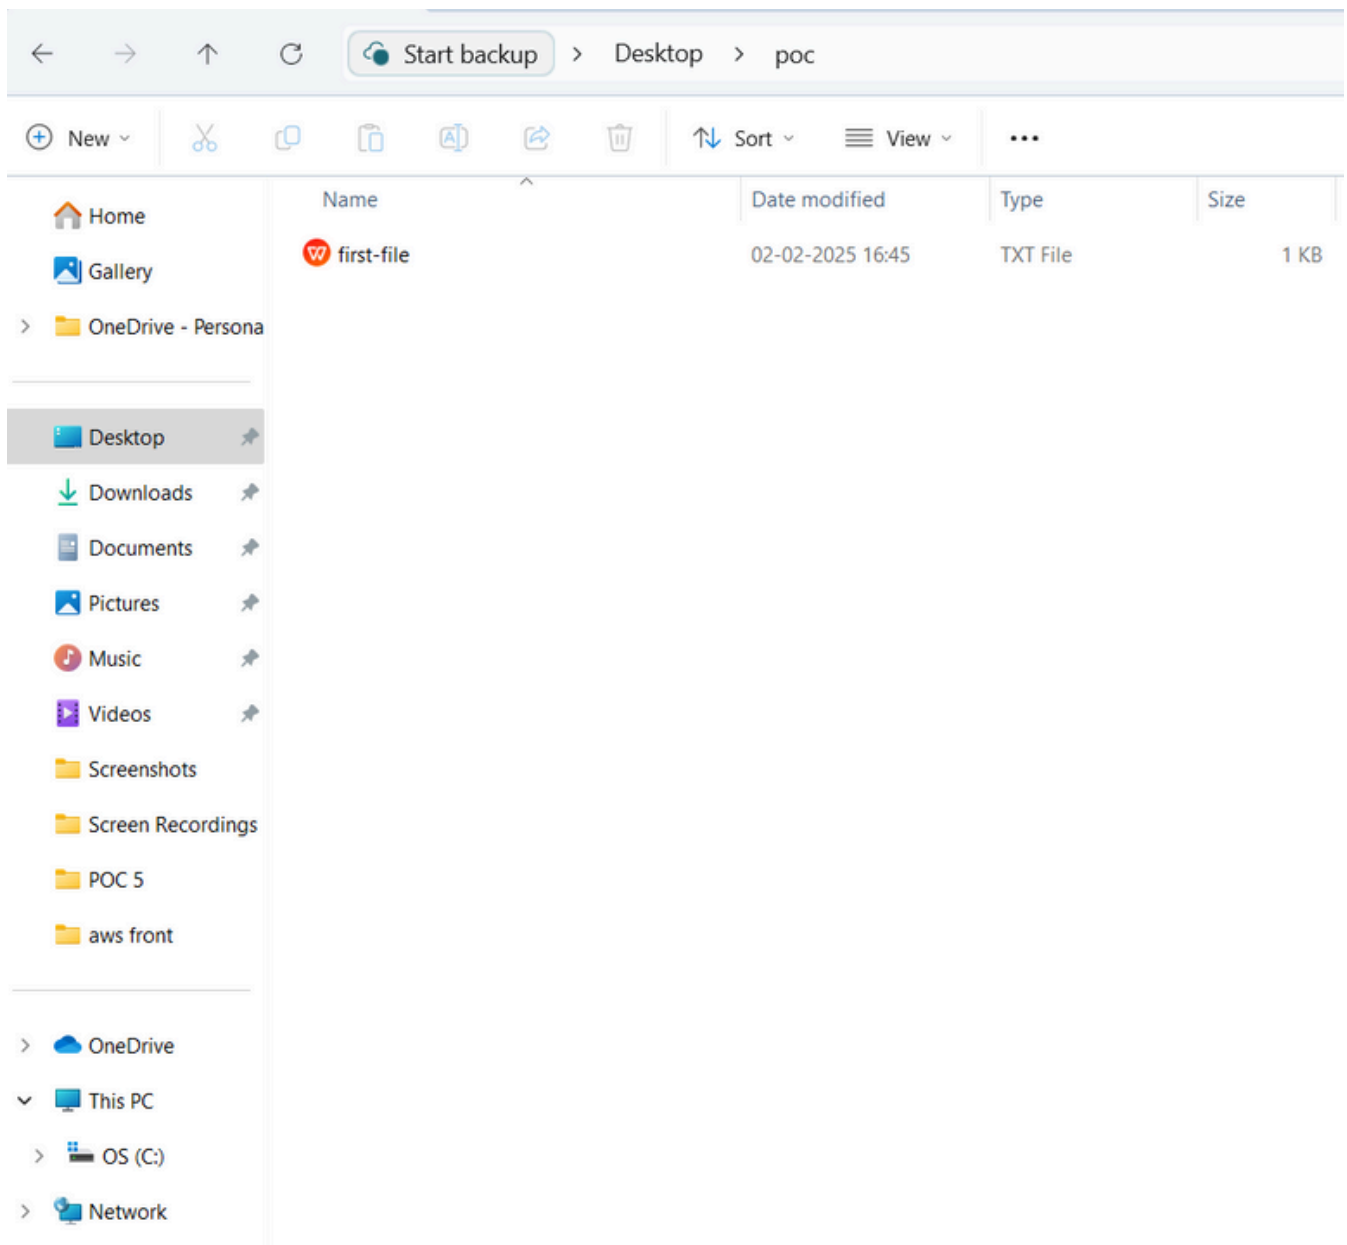 Start backup > Desktop > poc
New Sort View ...
Name Date modified Type Size
first-file 02-02-2025 16:45 TXT File 1 KB
Home
Gallery
OneDrive - Persona
Desktop
Downloads
Documents
Pictures
Music
Videos
Screenshots
Screen Recordings
POC 5
aws front
OneDrive
This PC
OS (C:)
Network